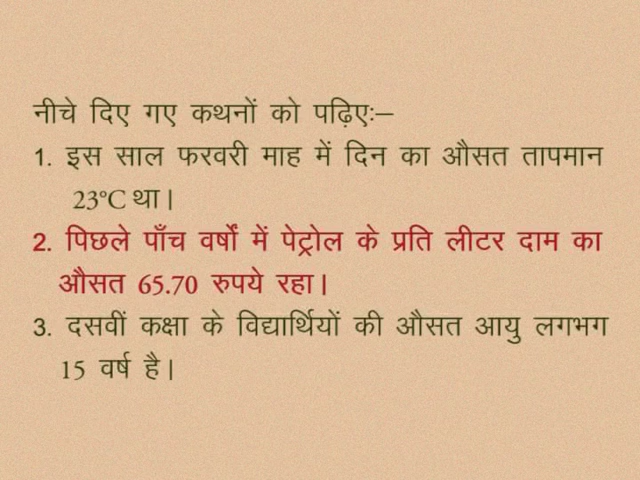 नीचे दिए गए कथनों को पढ़िएः–
1. इस साल फरवरी माह में दिन का औसत तापमान
23°C था।
2. पिछले पाँच वर्षों में पेट्रोल के प्रति लीटर दाम का
औसत 65.70 रुपये रहा।
3. दसवीं कक्षा के विद्यार्थियों की औसत आयु लगभग
15 वर्ष है।